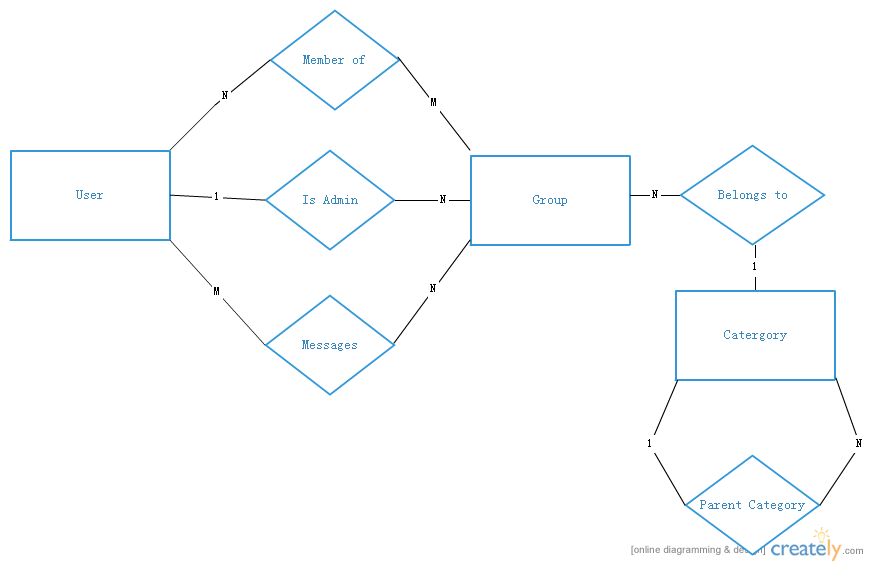 Member of
N
M
User
1
Is Admin
N
Group
N
Belongs to
1
M
N
Messages
Catergory
1
N
Parent Category
[online diagramming & design]
creately.com